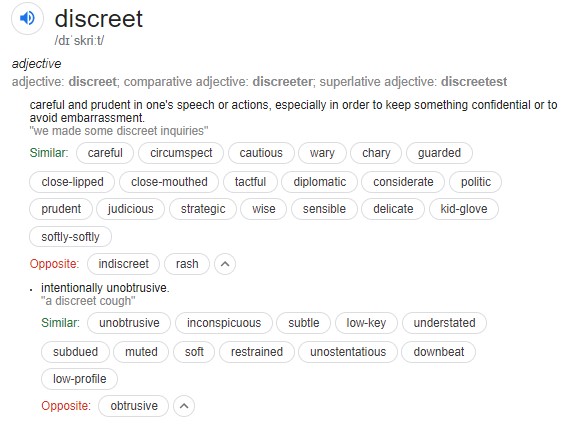 discreet
/dɪˈskriːt/
adjective
adjective: discreet; comparative adjective: discreeter; superlative adjective: discreetest
careful and prudent in one's speech or actions, especially in order to keep something confidential or to
avoid embarrassment.
"we made some discreet inquiries"
Similar: careful circumspect cautious wary chary guarded
close-lipped close-mouthed tactful diplomatic considerate politic
prudent judicious strategic wise sensible delicate kid-glove
softly-softly
Opposite: indiscreet rash
• intentionally unobtrusive.
"a discreet cough"
Similar: unobtrusive inconspicuous subtle low-key understated
subdued muted soft restrained unostentatious downbeat
low-profile
Opposite: obtrusive